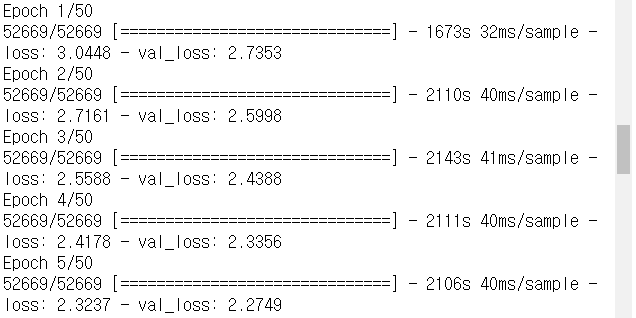 Epoch 1/50
52669/52669 [==============================] - 1673s 32ms/sample -
loss: 3.0448 - val_loss: 2.7353
Epoch 2/50
52669/52669 [==============================] - 2110s 40ms/sample -
loss: 2.7161 - val_loss: 2.5998
Epoch 3/50
52669/52669 [==============================] - 2143s 41ms/sample -
loss: 2.5588 - val_loss: 2.4388
Epoch 4/50
52669/52669 [==============================] - 2111s 40ms/sample -
loss: 2.4178 - val_loss: 2.3356
Epoch 5/50
52669/52669 [==============================] - 2106s 40ms/sample -
loss: 2.3237 - val_loss: 2.2749